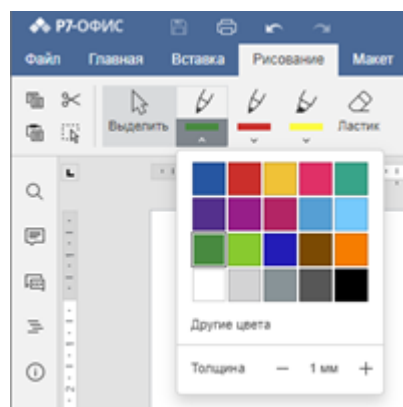 Р7-ОФИС
Файл Главная Вставка Рисование Макет
Выделить Ластик
Другие цвета
Толщина — 1 мм +